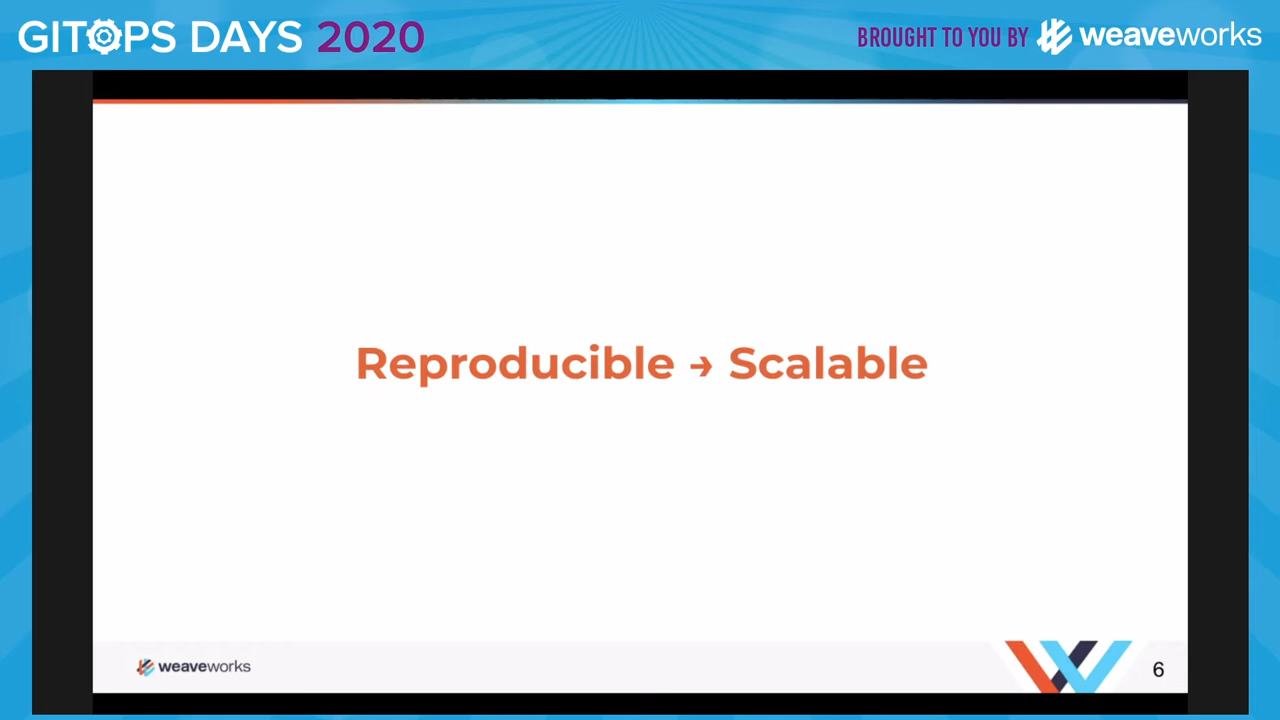 GITOPS DAYS 2020
BROUGHT TO YOU BY weaveworks
Reproducible → Scalable
weaveworks
6